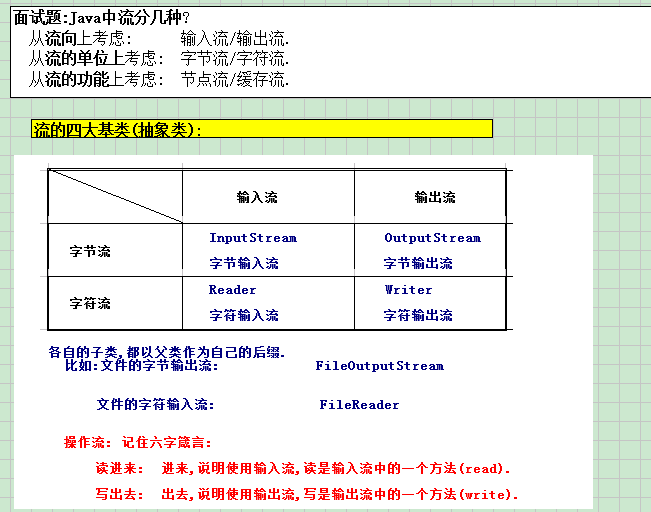 面试题:Java中流分几种?
从流向上考虑: 输入流/输出流.
从流的单位上考虑: 字节流/字符流.
从流的功能上考虑: 节点流/缓存流.
流的四大基类(抽象类):
输入流 输出流
字节流
InputStream OutputStream
字节输入流 字节输出流
字符流
Reader Writer
字符输入流 字符输出流
各自的子类,都以父类作为自己的后缀.
比如:文件的字节输出流: FileOutputStream
文件的字符输入流: FileReader
操作流: 记住六字箴言:
读进来: 进来,说明使用输入流,读是输入流中的一个方法(read).
写出去: 出去,说明使用输出流,写是输出流中的一个方法(write).